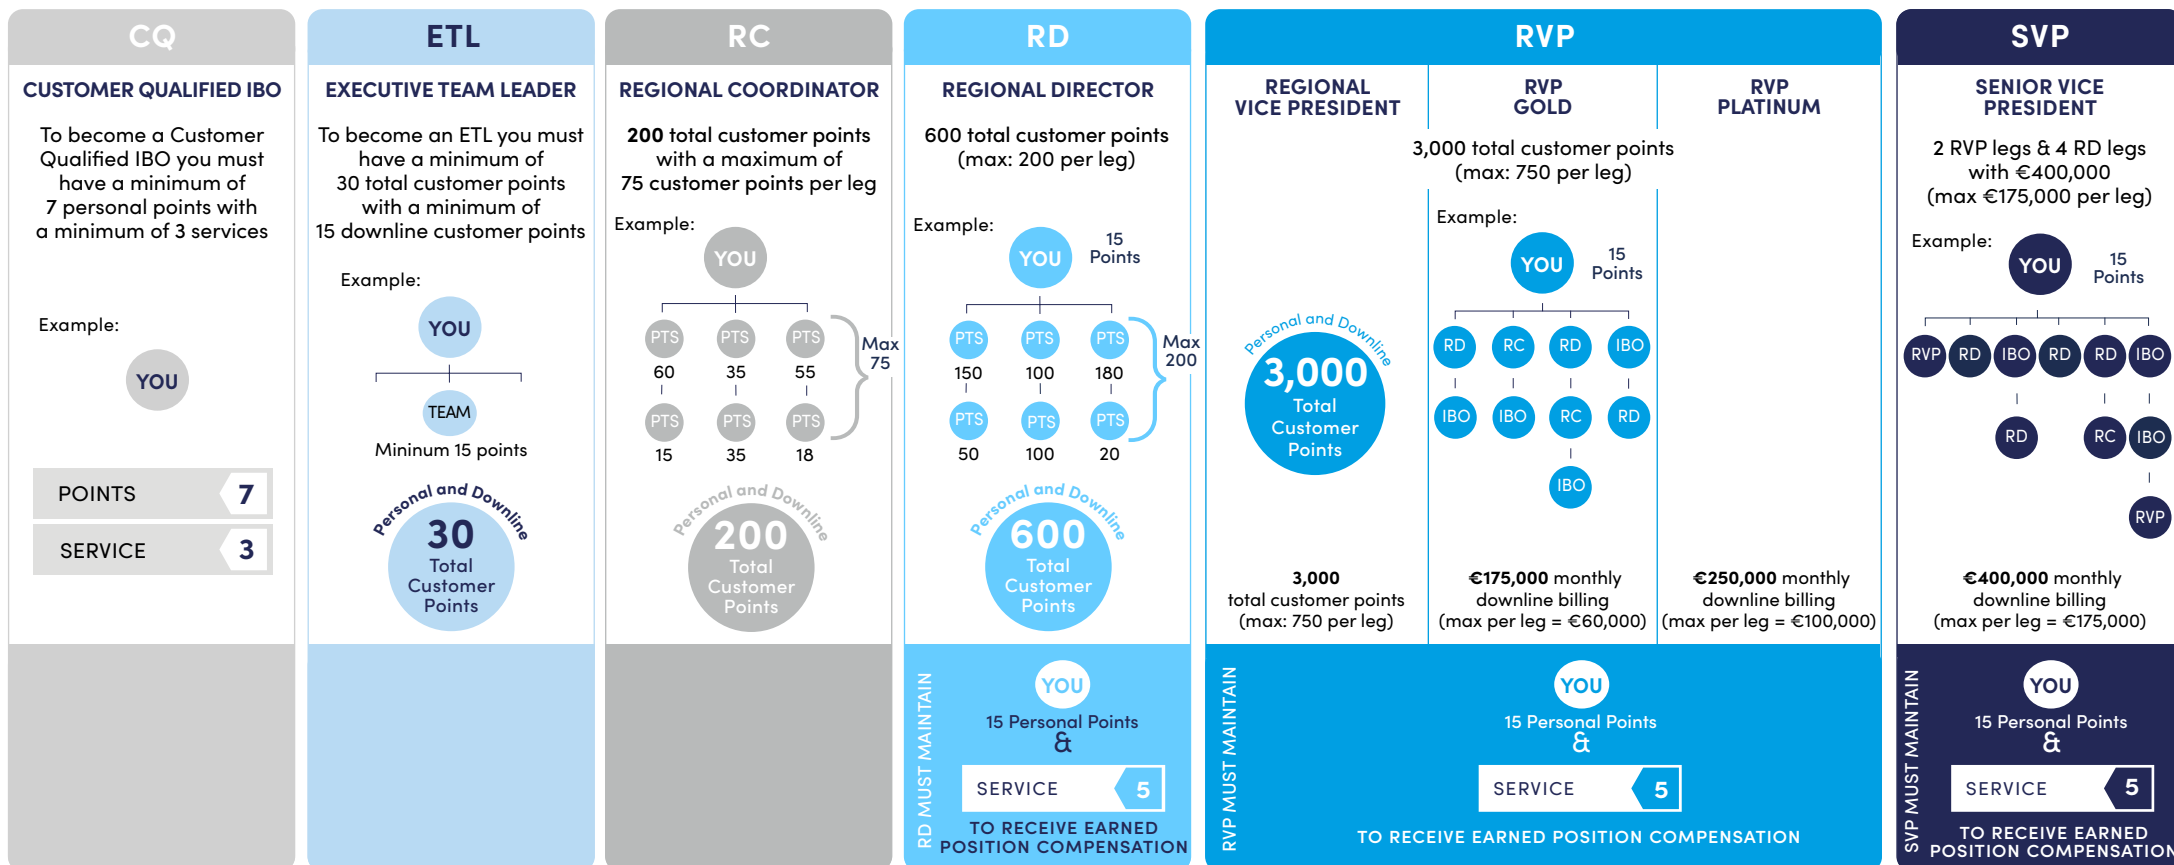 CQ
CUSTOMER QUALIFIED IBO
To become a Customer
Qualified IBO you must
have a minimum of
7 personal points with
a minimum of 3 services
Example:
YOU
POINTS 7
SERVICE 3
ETL
EXECUTIVE TEAM LEADER
To become an ETL you must
have a minimum of
30 total customer points
with a minimum of
15 downline customer points
Example:
YOU
TEAM
Mininum 15 points
Personal and Downline
30
Total
Customer
Points
RC
REGIONAL COORDINATOR
200 total customer points
with a maximum of
75 customer points per leg
Example:
YOU
PTS PTS PTS
60 35 55
PTS PTS PTS
15 35 18
Max
75
Personal and Downline
200
Total
Customer
Points
RD
REGIONAL DIRECTOR
600 total customer points
(max: 200 per leg)
Example:
YOU
15
Points
PTS PTS PTS
150 100 180
PTS PTS PTS
50 100 20
Max
200
Personal and Downline
600
Total
Customer
Points
RD MUST MAINTAIN
YOU
15 Personal Points
&
SERVICE 5
TO RECEIVE EARNED
POSITION COMPENSATION
RVP
REGIONAL
VICE PRESIDENT
RVP
GOLD
RVP
PLATINUM
3,000 total customer points
(max: 750 per leg)
Personal and Downline
3,000
Total
Customer
Points
3,000
total customer points
(max: 750 per leg)
Example:
YOU
15
Points
RD RC RD IBO
IBO IBO RC RD
IBO
€175,000 monthly
downline billing
(max per leg = €60,000)
€250,000 monthly
downline billing
(max per leg = €100,000)
RVP MUST MAINTAIN
YOU
15 Personal Points
&
SERVICE 5
TO RECEIVE EARNED POSITION COMPENSATION
SVP
SENIOR VICE
PRESIDENT
2 RVP legs & 4 RD legs
with €400,000
(max €175,000 per leg)
Example:
YOU
15
Points
RVP RD IBO RD RD IBO
RD RC IBO
RVP
€400,000 monthly
downline billing
(max per leg = €175,000)
SVP MUST MAINTAIN
YOU
15 Personal Points
&
SERVICE 5
TO RECEIVE EARNED
POSITION COMPENSATION